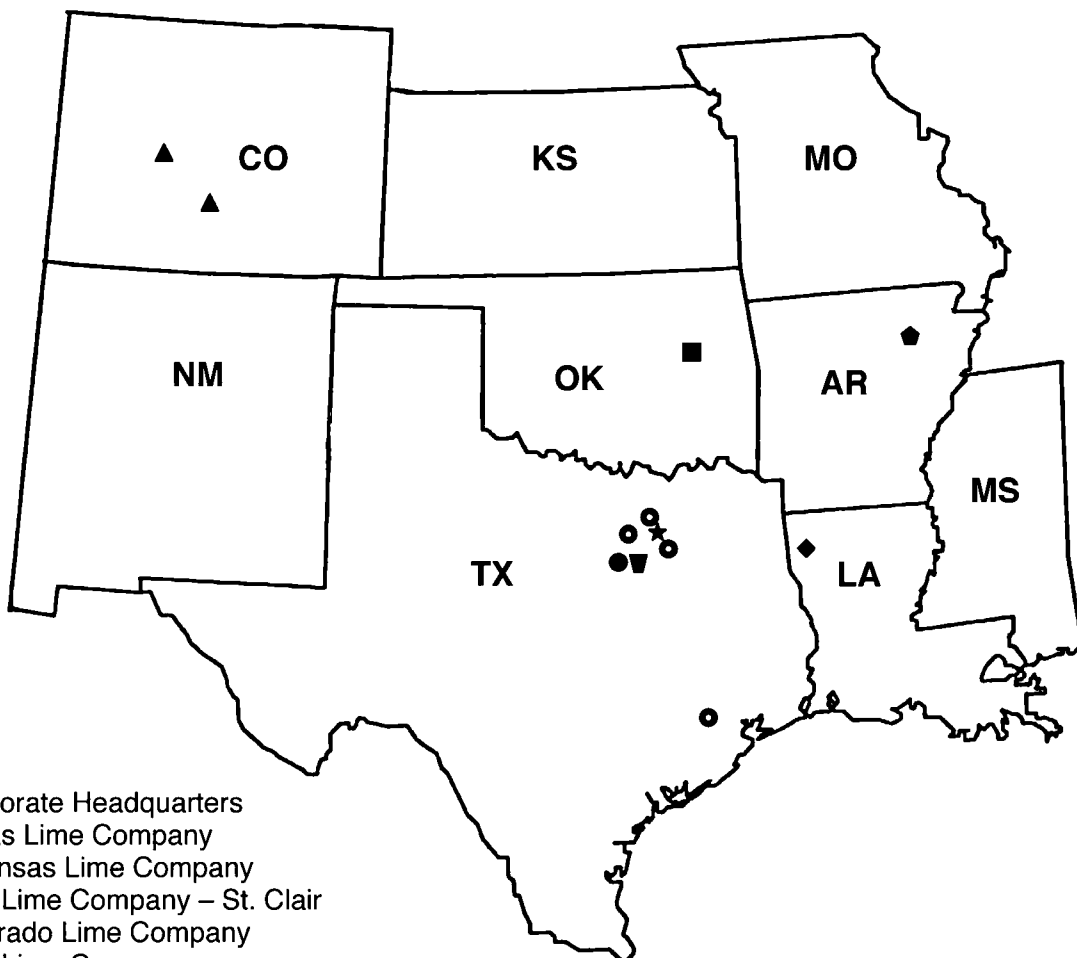 CO
KS
MO
NM
OK
AR
MS
TX
LA
orate Headquarters
s Lime Company
nsas Lime Company
Lime Company – St. Clair
rado Lime Company